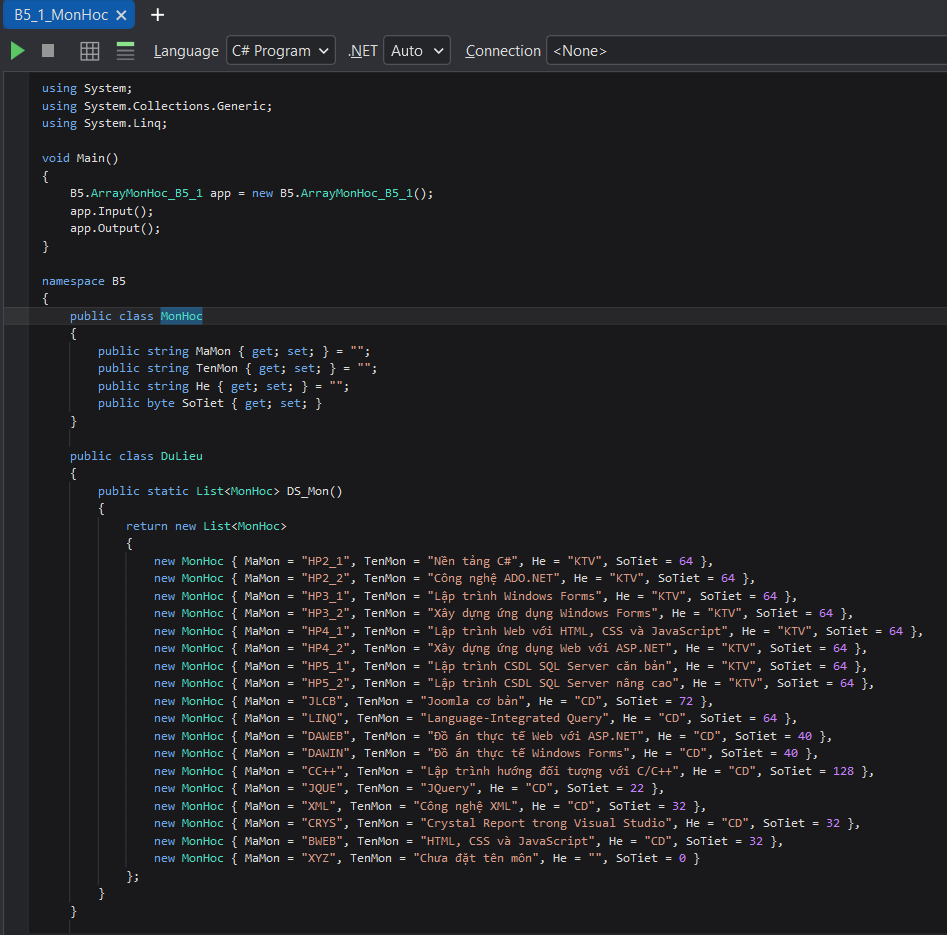 B5_1_MonHoc
Language C# Program .NET Auto Connection <None>
using System;
using System.Collections.Generic;
using System.Linq;
void Main()
{
    B5.ArrayMonHoc_B5_1 app = new B5.ArrayMonHoc_B5_1();
    app.Input();
    app.Output();
}
namespace B5
{
    public class MonHoc
    {
        public string MaMon { get; set; } = "";
        public string TenMon { get; set; } = "";
        public string He { get; set; } = "";
        public byte SoTiet { get; set; }
    }
    public class DuLieu
    {
        public static List<MonHoc> DS_Mon()
        {
            return new List<MonHoc>
            {
                new MonHoc { MaMon = "HP2_1", TenMon = "Nền tảng C#", He = "KTV", SoTiet = 64 },
                new MonHoc { MaMon = "HP2_2", TenMon = "Công nghệ ADO.NET", He = "KTV", SoTiet = 64 },
                new MonHoc { MaMon = "HP3_1", TenMon = "Lập trình Windows Forms", He = "KTV", SoTiet = 64 },
                new MonHoc { MaMon = "HP3_2", TenMon = "Xây dựng ứng dụng Windows Forms", He = "KTV", SoTiet = 64 },
                new MonHoc { MaMon = "HP4_1", TenMon = "Lập trình Web với HTML, CSS và JavaScript", He = "KTV", SoTiet = 64 },
                new MonHoc { MaMon = "HP4_2", TenMon = "Xây dựng ứng dụng Web với ASP.NET", He = "KTV", SoTiet = 64 },
                new MonHoc { MaMon = "HP5_1", TenMon = "Lập trình CSDL SQL Server căn bản", He = "KTV", SoTiet = 64 },
                new MonHoc { MaMon = "HP5_2", TenMon = "Lập trình CSDL SQL Server nâng cao", He = "KTV", SoTiet = 64 },
                new MonHoc { MaMon = "JLCB", TenMon = "Joomla cơ bản", He = "CD", SoTiet = 72 },
                new MonHoc { MaMon = "LINQ", TenMon = "Language-Integrated Query", He = "CD", SoTiet = 64 },
                new MonHoc { MaMon = "DAWEB", TenMon = "Đồ án thực tế Web với ASP.NET", He = "CD", SoTiet = 40 },
                new MonHoc { MaMon = "DAWIN", TenMon = "Đồ án thực tế Windows Forms", He = "CD", SoTiet = 40 },
                new MonHoc { MaMon = "CC++", TenMon = "Lập trình hướng đối tượng với C/C++", He = "CD", SoTiet = 128 },
                new MonHoc { MaMon = "JQUE", TenMon = "JQuery", He = "CD", SoTiet = 22 },
                new MonHoc { MaMon = "XML", TenMon = "Công nghệ XML", He = "CD", SoTiet = 32 },
                new MonHoc { MaMon = "CRYS", TenMon = "Crystal Report trong Visual Studio", He = "CD", SoTiet = 32 },
                new MonHoc { MaMon = "BWEB", TenMon = "HTML, CSS và JavaScript", He = "CD", SoTiet = 32 },
                new MonHoc { MaMon = "XYZ", TenMon = "Chưa đặt tên môn", He = "", SoTiet = 0 }
            };
        }
    }